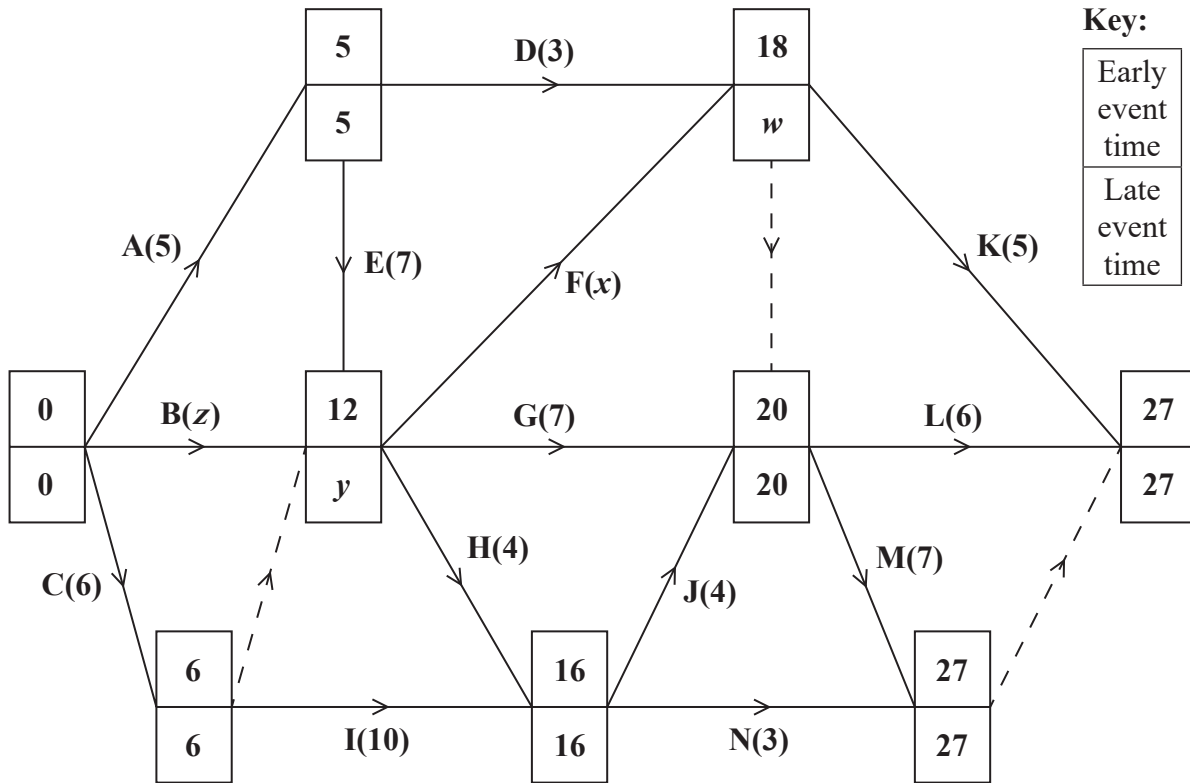 Key:
Early
event
time
Late
event
time
5
5
D(3)
18
w
A(5)
E(7)
F(x)
K(5)
0
0
B(z)
12
y
G(7)
20
20
L(6)
27
27
C(6)
H(4)
J(4)
M(7)
6
6
I(10)
16
16
N(3)
27
27